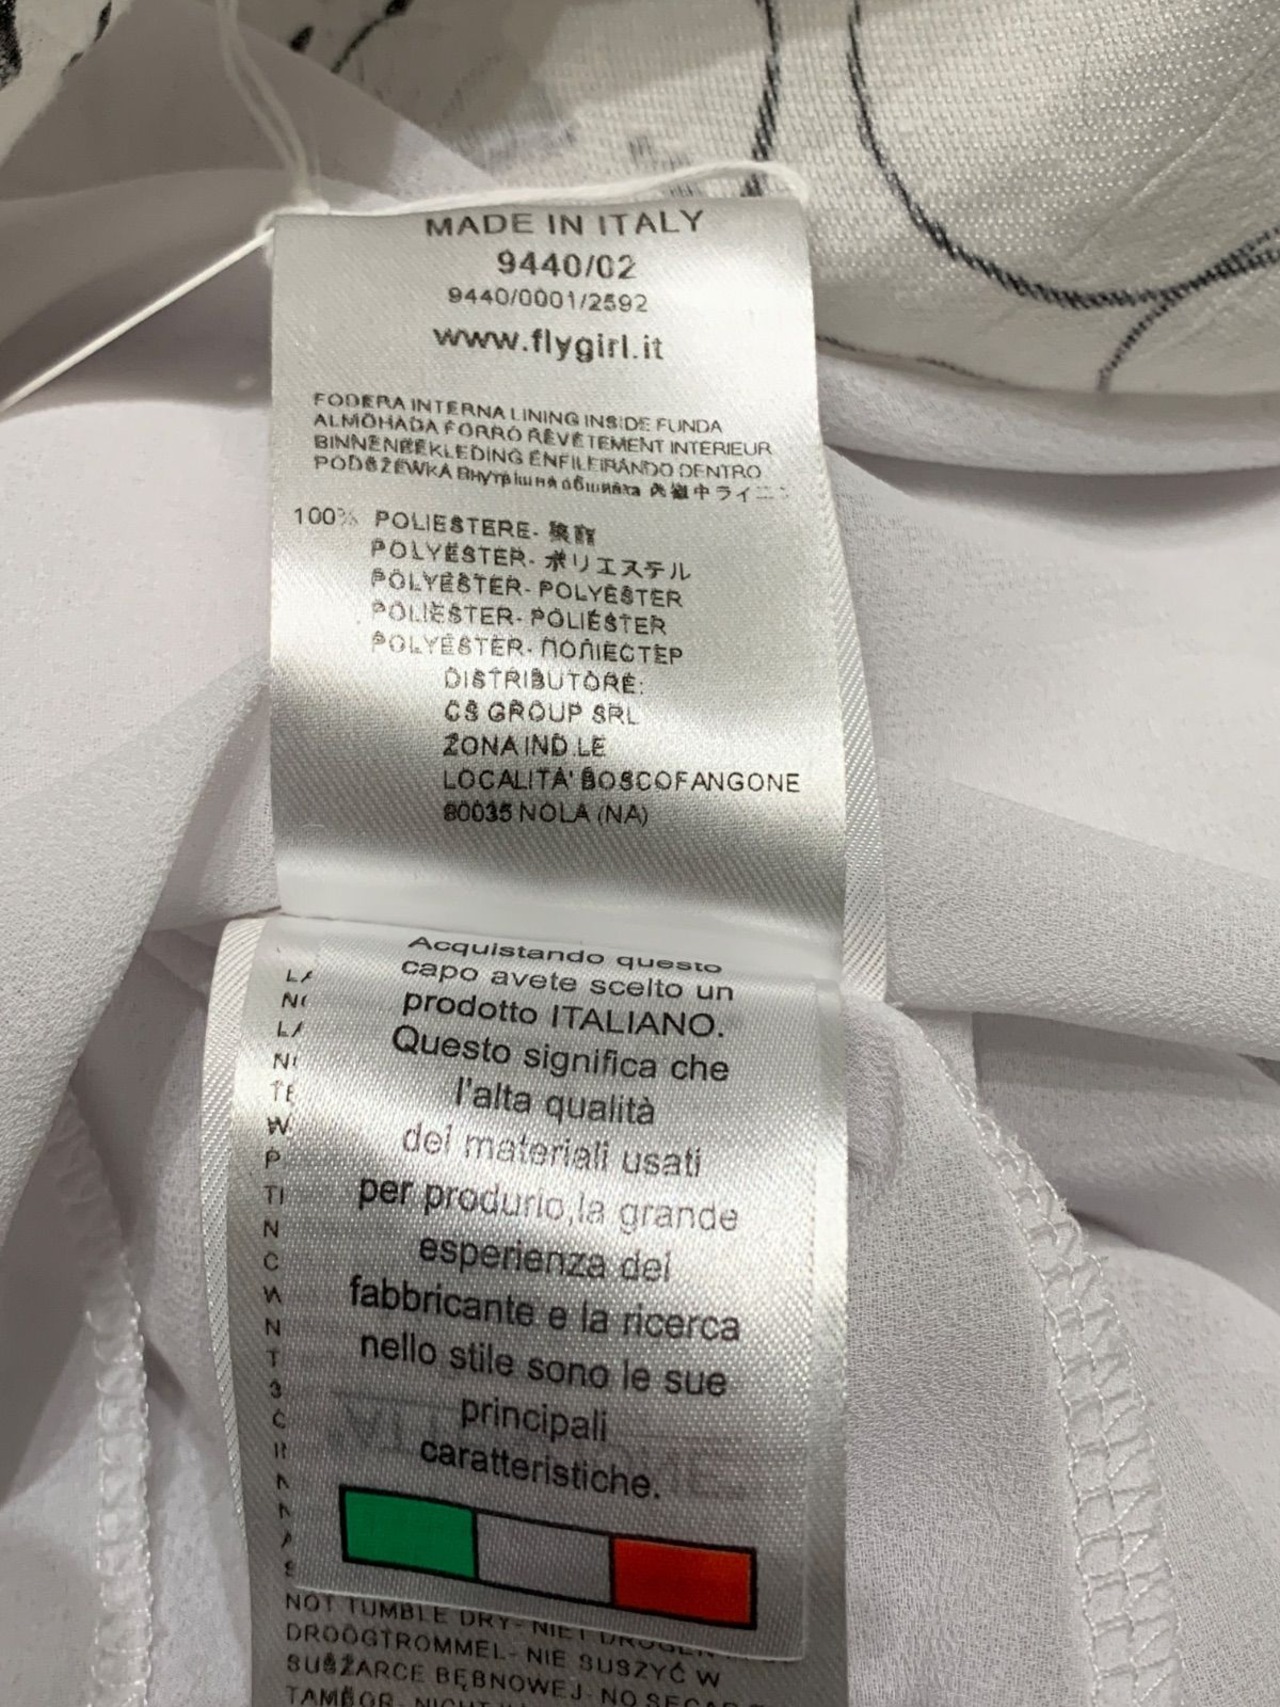 MADE IN ITALY
9440/02
9440/0001/2592
www.flygirl.it
FODERA INTERNA LINING INSIDE FUNDA
ALMOHADA FORRO REVÊTEMENT INTERIEUR
BINNENBEKLEDING ENFILEIRANDO DENTRO
PODSZEWKA
100% POLIESTERE-
POLYESTER- ポリエステル
POLYESTER- POLYESTER
POLIESTER- POLIÉSTER
POLYESTER- ПОЛІЕСТЕР
DISTRIBUTORE:
CS GROUP SRL
ZONA IND.LE
LOCALITA' BOSCOFANGONE
80035 NOLA (NA)
Acquistando questo
capo avete scelto un
prodotto ITALIANO.
Questo significa che
l'alta qualità
dei materiali usati
per produrlo,la grande
esperienza del
fabbricante e la ricerca
nello stile sono le sue
principali
caratteristiche.
NOT TUMBLE DRY- NIET
DROOGTROMMEL- NIE SUSZYĆ W
SUSZARCE BĘBNOWEJ- NO SECAR
TAMBOR-